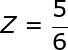 Z = 5/6